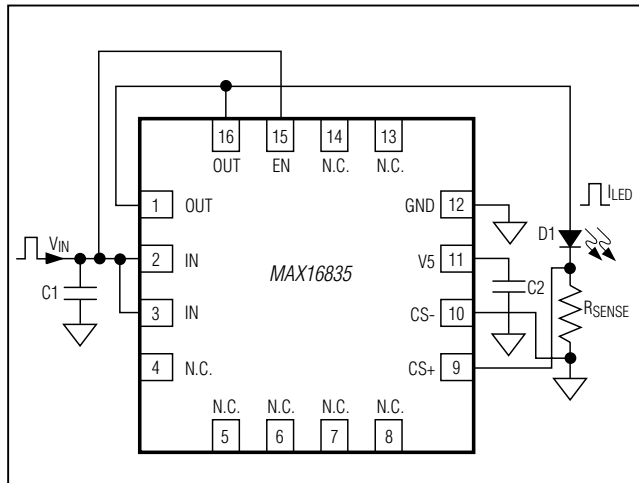 16 15 14 13
OUT EN N.C. N.C.
1 OUT
GND 12
ILED
VIN
2 IN
MAX16835
V5 11
D1
C1
3 IN
CS- 10
C2
RSENSE
4 N.C.
CS+ 9
N.C. N.C. N.C. N.C.
5 6 7 8